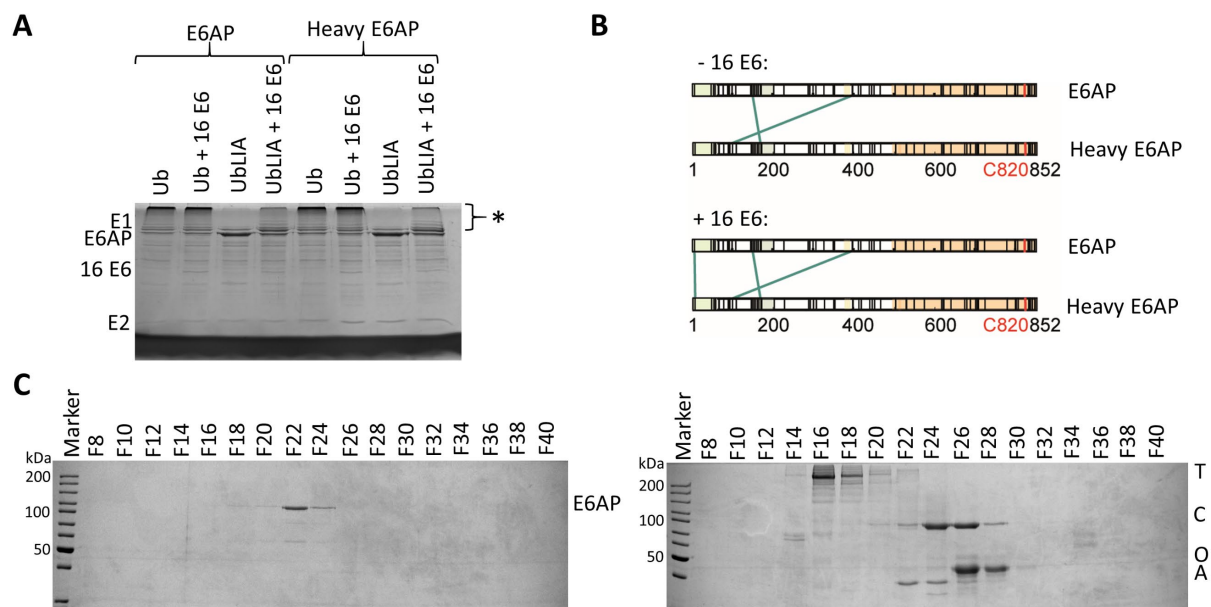 A
E6AP
Heavy E6AP
Ub
Ub + 16 E6
UbLIA
UbLIA + 16 E6
Ub
Ub + 16 E6
UbLIA
UbLIA + 16 E6
E1
E6AP
16 E6
E2
*
B
- 16 E6:
E6AP
Heavy E6AP
1 200 400 600 C820 852
+ 16 E6:
E6AP
Heavy E6AP
1 200 400 600 C820 852
C
Marker F8 F10 F12 F14 F16 F18 F20 F22 F24 F26 F28 F30 F32 F34 F36 F38 F40
kDa
200
100
50
E6AP
Marker F8 F10 F12 F14 F16 F18 F20 F22 F24 F26 F28 F30 F32 F34 F36 F38 F40
kDa
200
100
50
T
C
O
A